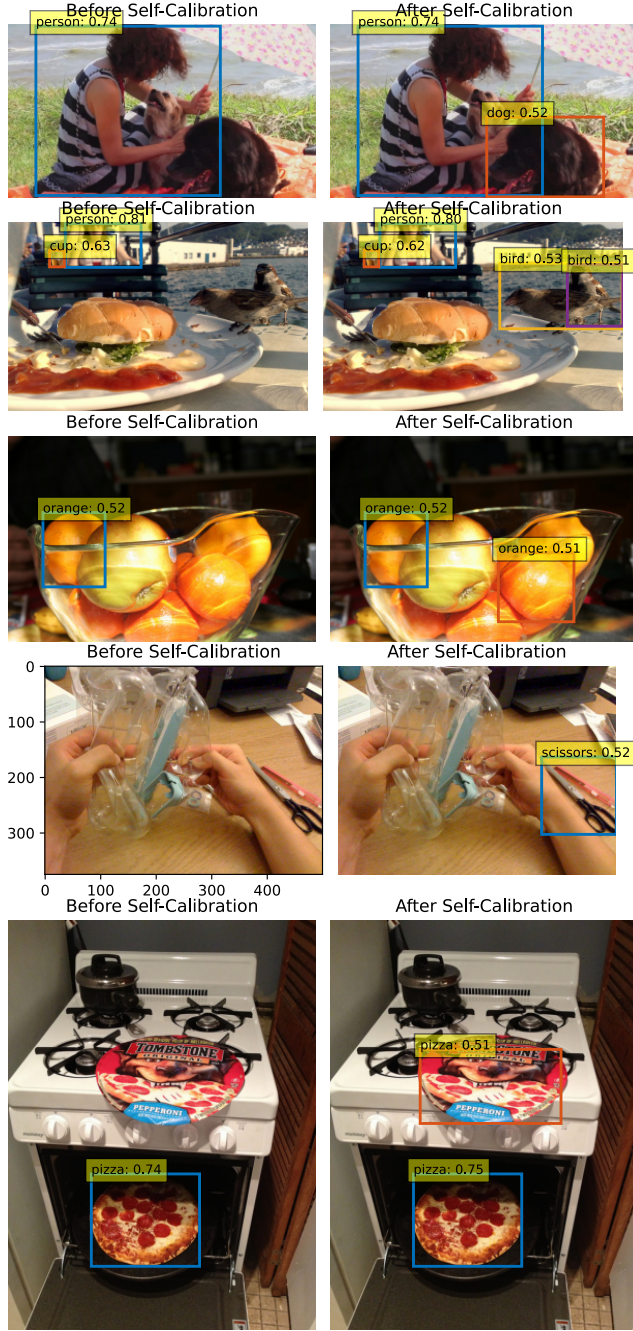 Before Self-Calibration
After Self-Calibration
person: 0.74
person: 0.74
dog: 0.52
Before Self-Calibration
After Self-Calibration
person: 0.81
person: 0.80
cup: 0.63
cup: 0.62
bird: 0.53
bird: 0.51
Before Self-Calibration
After Self-Calibration
orange: 0.52
orange: 0.52
orange: 0.51
Before Self-Calibration
After Self-Calibration
0
100
200
300
0
100
200
300
400
scissors: 0.52
Before Self-Calibration
After Self-Calibration
TOMBSTONE
ORIGINAL
PEPPERONI
pizza: 0.51
PEPPERONI
pizza: 0.74
pizza: 0.75